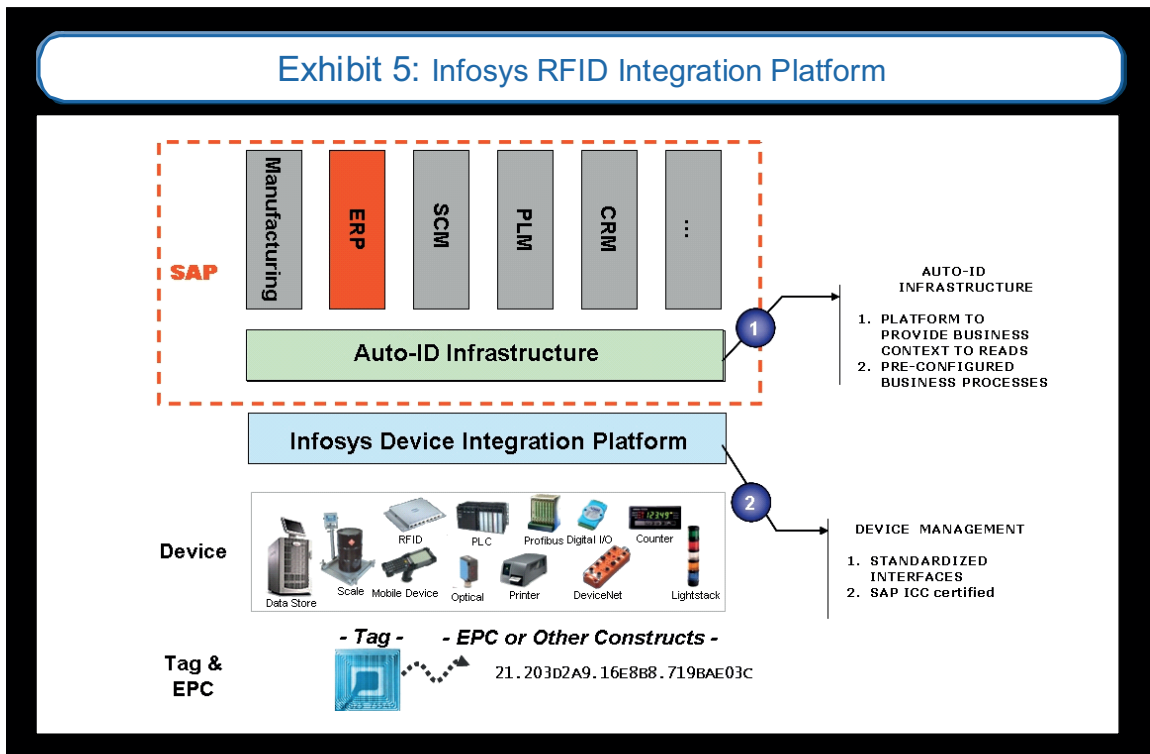 Exhibit 5: Infosys RFID Integration Platform
SAP
Manufacturing
ERP
SCM
PLM
CRM
...
Auto-ID Infrastructure
1
AUTO-ID
INFRASTRUCTURE
1. PLATFORM TO
PROVIDE BUSINESS
CONTEXT TO READS
2. PRE-CONFIGURED
BUSINESS PROCESSES
Infosys Device Integration Platform
2
DEVICE MANAGEMENT
1. STANDARDIZED
INTERFACES
2. SAP ICC certified
Device
RFID
PLC
Profibus
Digital I/O
Counter
Data Store
Scale
Mobile Device
Optical
Printer
DeviceNet
Lightstack
- Tag -
- EPC or Other Constructs -
Tag &
EPC
21.203D2A9.16E8B8.719BAE03C